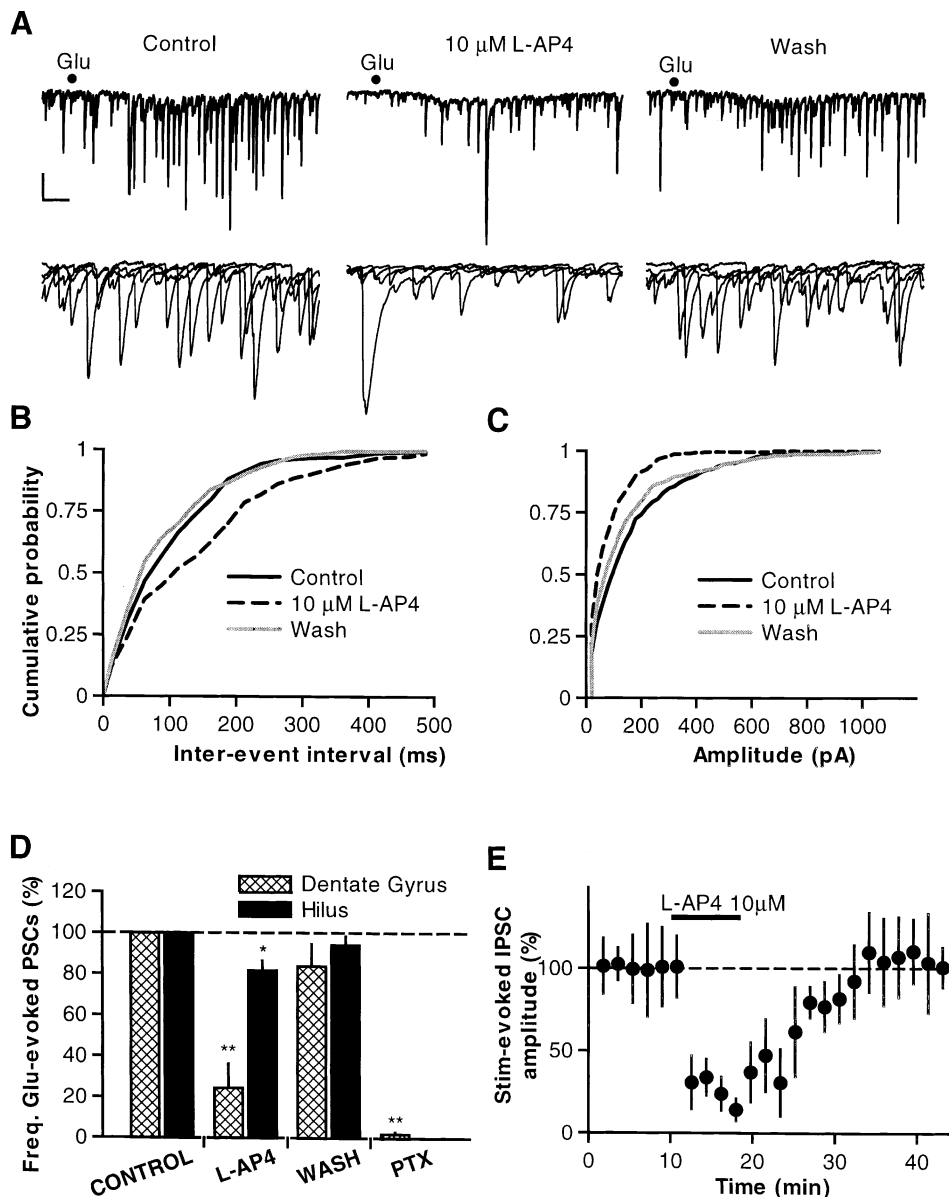 A
Control
10 µM L-AP4
Wash
Glu
Glu
Glu
B
Cumulative probability
1
0.75
0.5
0.25
0
Control
10 µM L-AP4
Wash
0 100 200 300 400 500
Inter-event interval (ms)
C
1
0.75
0.5
0.25
0
Control
10 µM L-AP4
Wash
0 200 400 600 800 1000
Amplitude (pA)
D
Freq. Glu-evoked PSCs (%)
120
100
80
60
40
20
0
Dentate Gyrus
Hilus
**
*
**
CONTROL
L-AP4
WASH
PTX
E
Stim-evoked IPSC
amplitude (%)
100
50
0
L-AP4 10µM
0 10 20 30 40
Time (min)